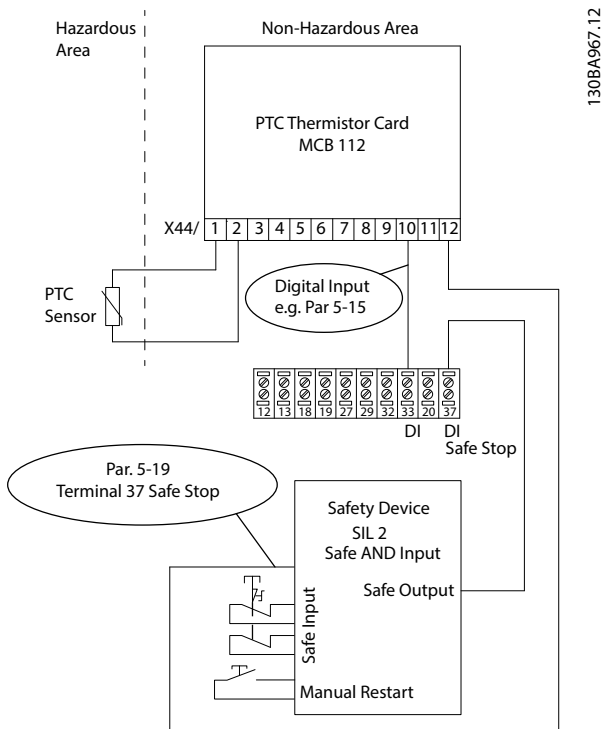 130BA967.12
Hazardous
Area
Non-Hazardous Area
PTC Thermistor Card
MCB 112
X44/ 1 2 3 4 5 6 7 8 9 10 11 12
PTC
Sensor
Digital Input
e.g. Par 5-15
12 13 18 19 27 29 32 33 20 37
DI DI
Safe Stop
Par. 5-19
Terminal 37 Safe Stop
Safety Device
SIL 2
Safe AND Input
Safe Output
Safe Input
Manual Restart